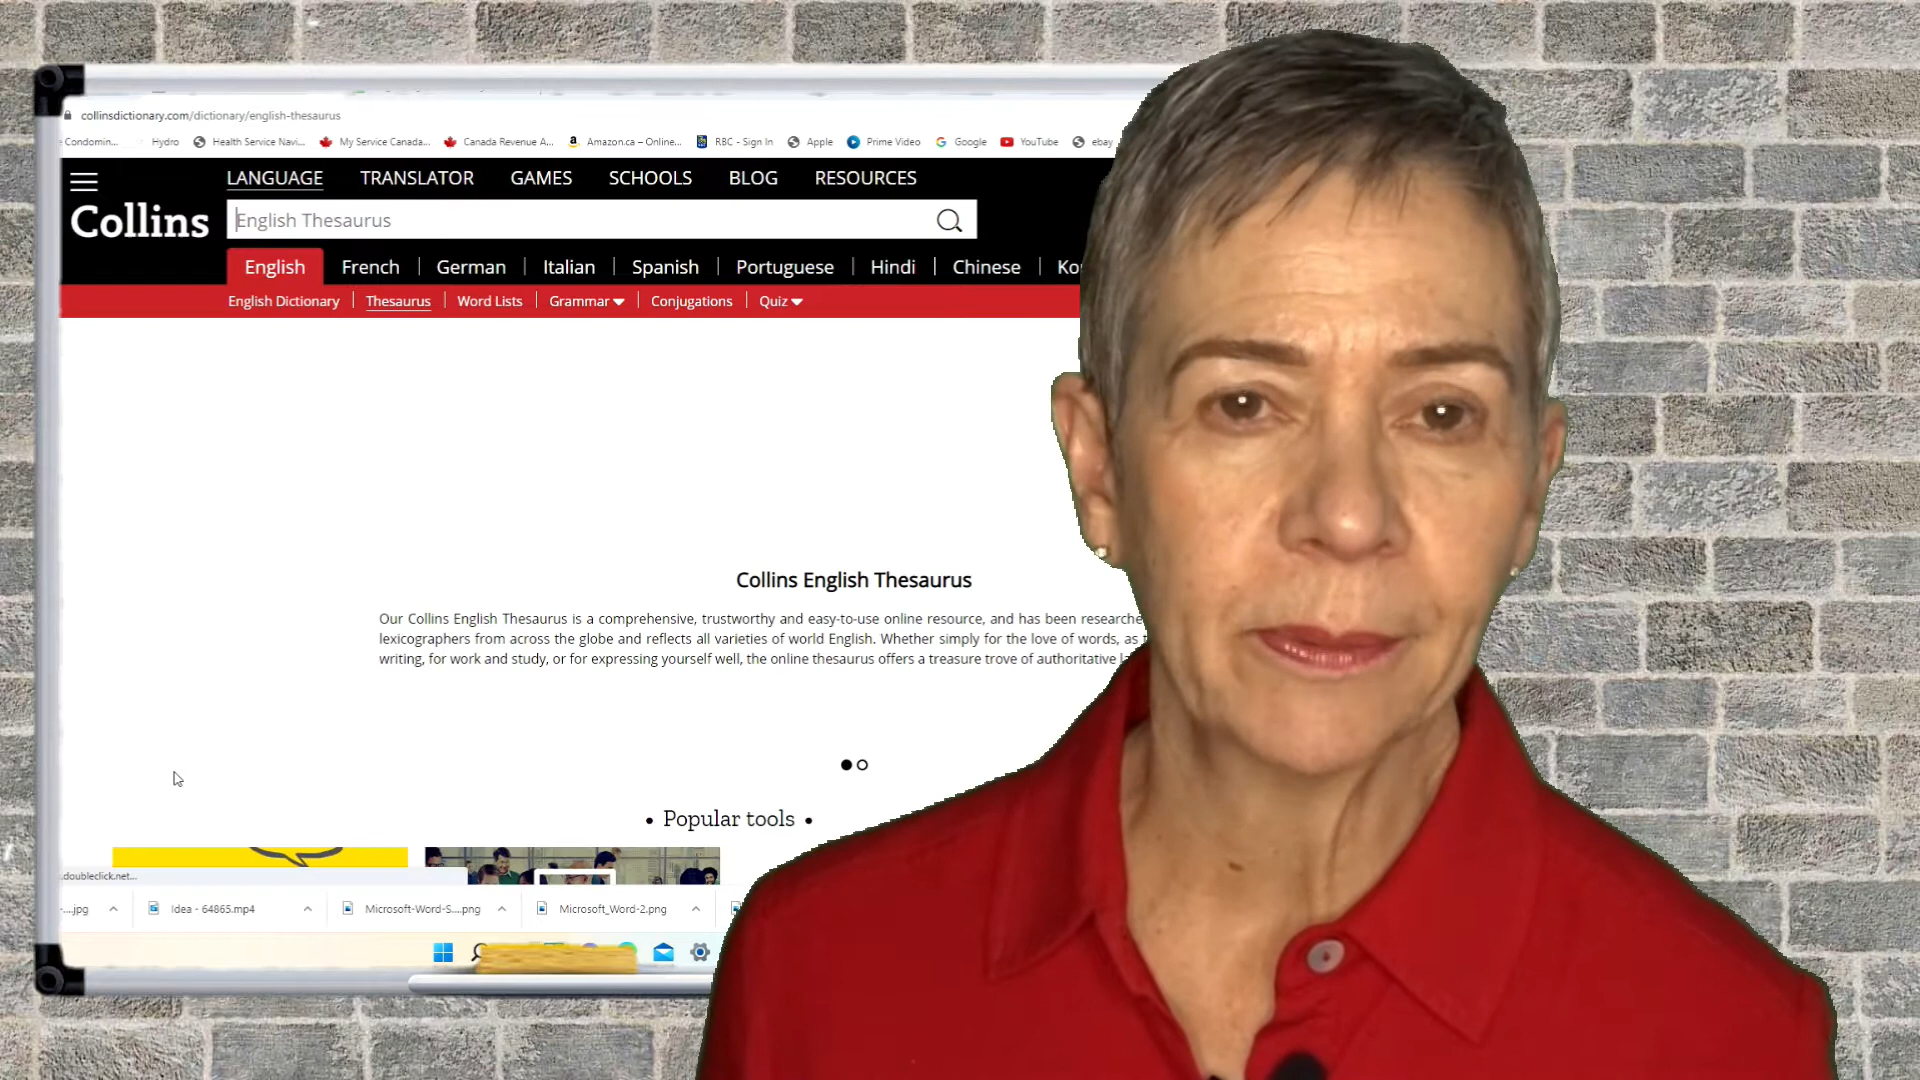 collinsdictionary.com/dictionary/english-thesaurus
Condomin... Hydro Health Service Navi... My Service Canada... Canada Revenue A... Amazon.ca – Online... RBC - Sign In Apple Prime Video Google YouTube ebay
LANGUAGE TRANSLATOR GAMES SCHOOLS BLOG RESOURCES
Collins
English Thesaurus
English French German Italian Spanish Portuguese Hindi Chinese
English Dictionary Thesaurus Word Lists Grammar Conjugations Quiz
Collins English Thesaurus
Our Collins English Thesaurus is a comprehensive, trustworthy and easy-to-use online resource, and has been researche
lexicographers from across the globe and reflects all varieties of world English. Whether simply for the love of words, as
writing, for work and study, or for expressing yourself well, the online thesaurus offers a treasure trove of authoritative
• Popular tools •
.doubleclick.net...
-....jpg Idea - 64865.mp4 Microsoft-Word-S....png Microsoft_Word-2.png